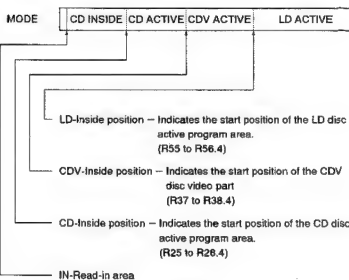 MODE CD INSIDE CD ACTIVE CDV ACTIVE LD ACTIVE
LD-Inside position – Indicates the start position of the LD disc
active program area.
(R55 to R56.4)
CDV-Inside position – Indicates the start position of the CDV
disc video part
(R37 to R38.4)
CD-Inside position – Indicates the start position of the CD disc
active program area.
(R25 to R26.4)
IN-Read-in area